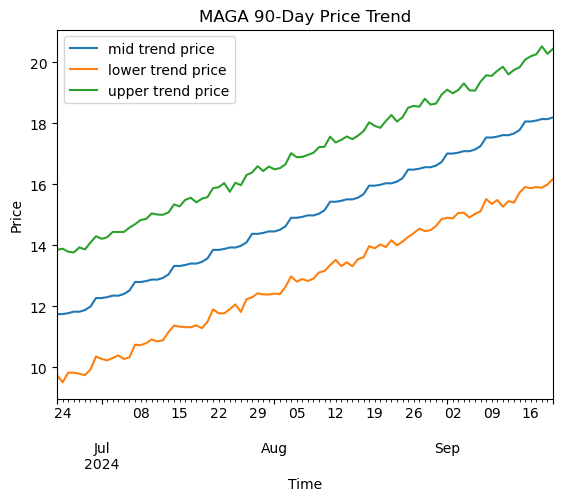 MAGA 90-Day Price Trend
mid trend price
lower trend price
upper trend price
20
18
16
14
12
10
Price
24 08 15 22 29 05 12 19 26 02 09 16
Jul Aug Sep
2024
Time